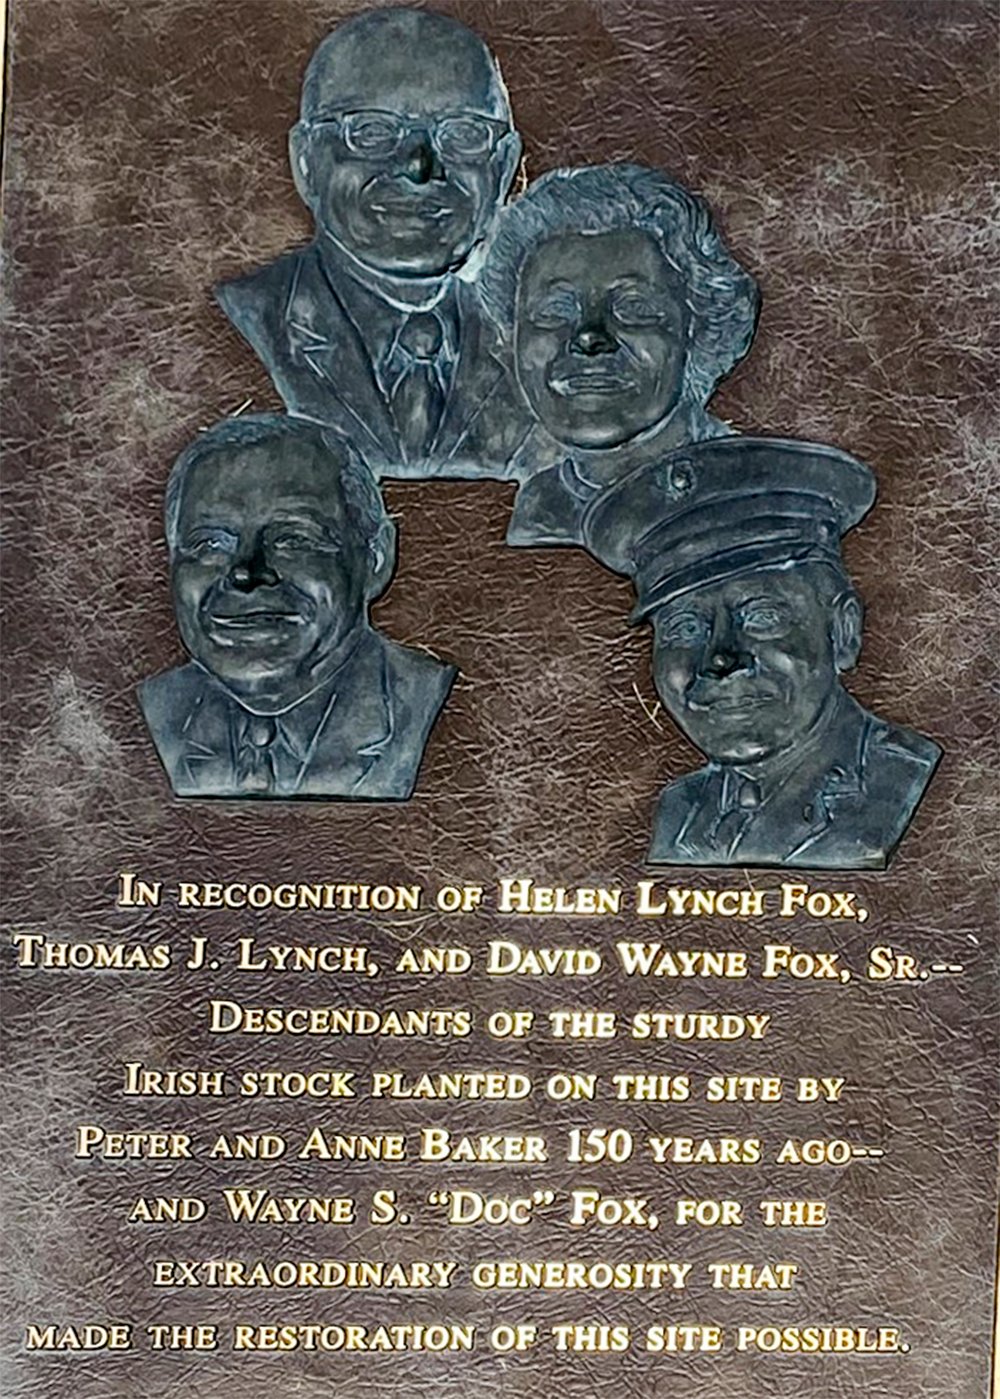 In recognition of Helen Lynch Fox,
Thomas J. Lynch, and David Wayne Fox, Sr.--
Descendants of the sturdy
Irish stock planted on this site by
Peter and Anne Baker 150 years ago--
and Wayne S. “Doc” Fox, for the
extraordinary generosity that
made the restoration of this site possible.